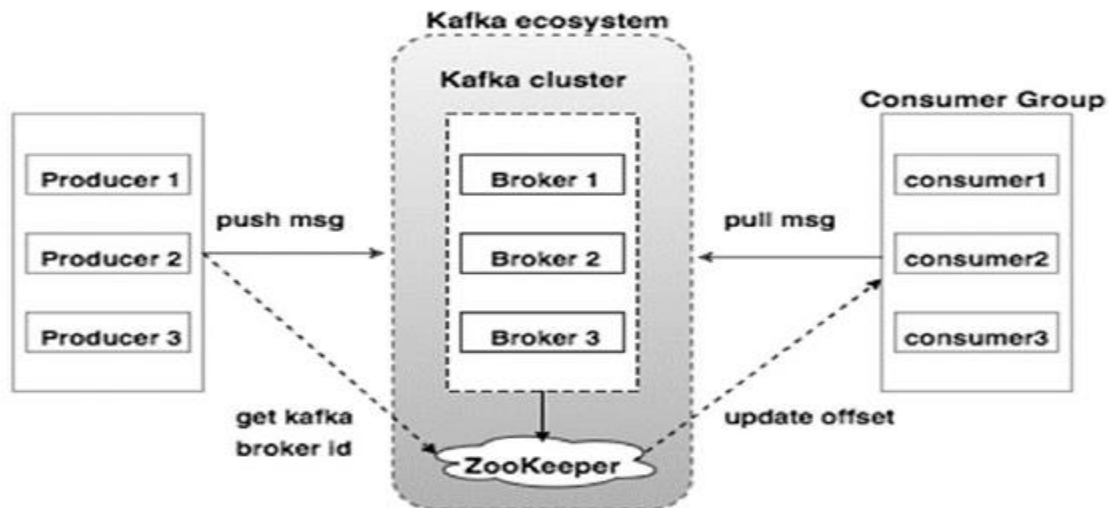 Kafka ecosystem
Kafka cluster
Consumer Group
Producer 1
Broker 1
consumer1
push msg
pull msg
Producer 2
Broker 2
consumer2
Producer 3
Broker 3
consumer3
get kafka
broker id
update offset
ZooKeeper